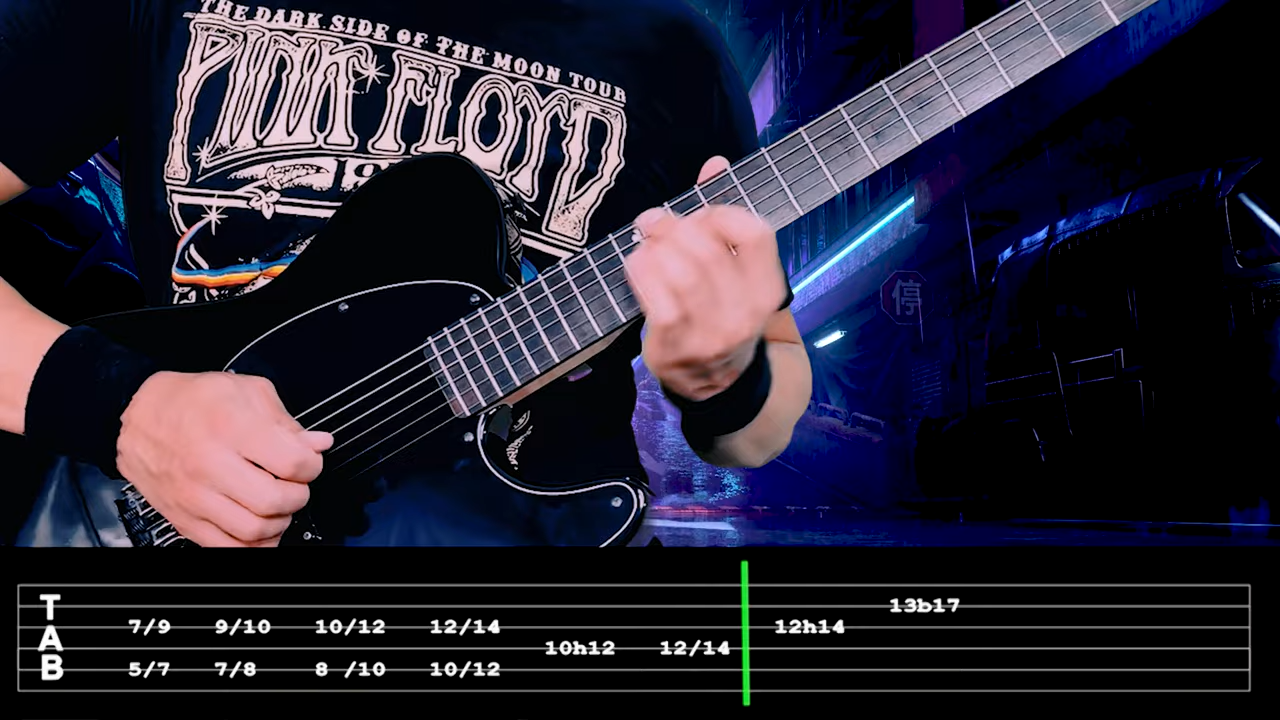 THE DARK SIDE OF THE MOON TOUR
PINK FLOYD
停
13b17
T
7/9 9/10 10/12 12/14 12h14
A
10h12 12/14
B
5/7 7/8 8 /10 10/12